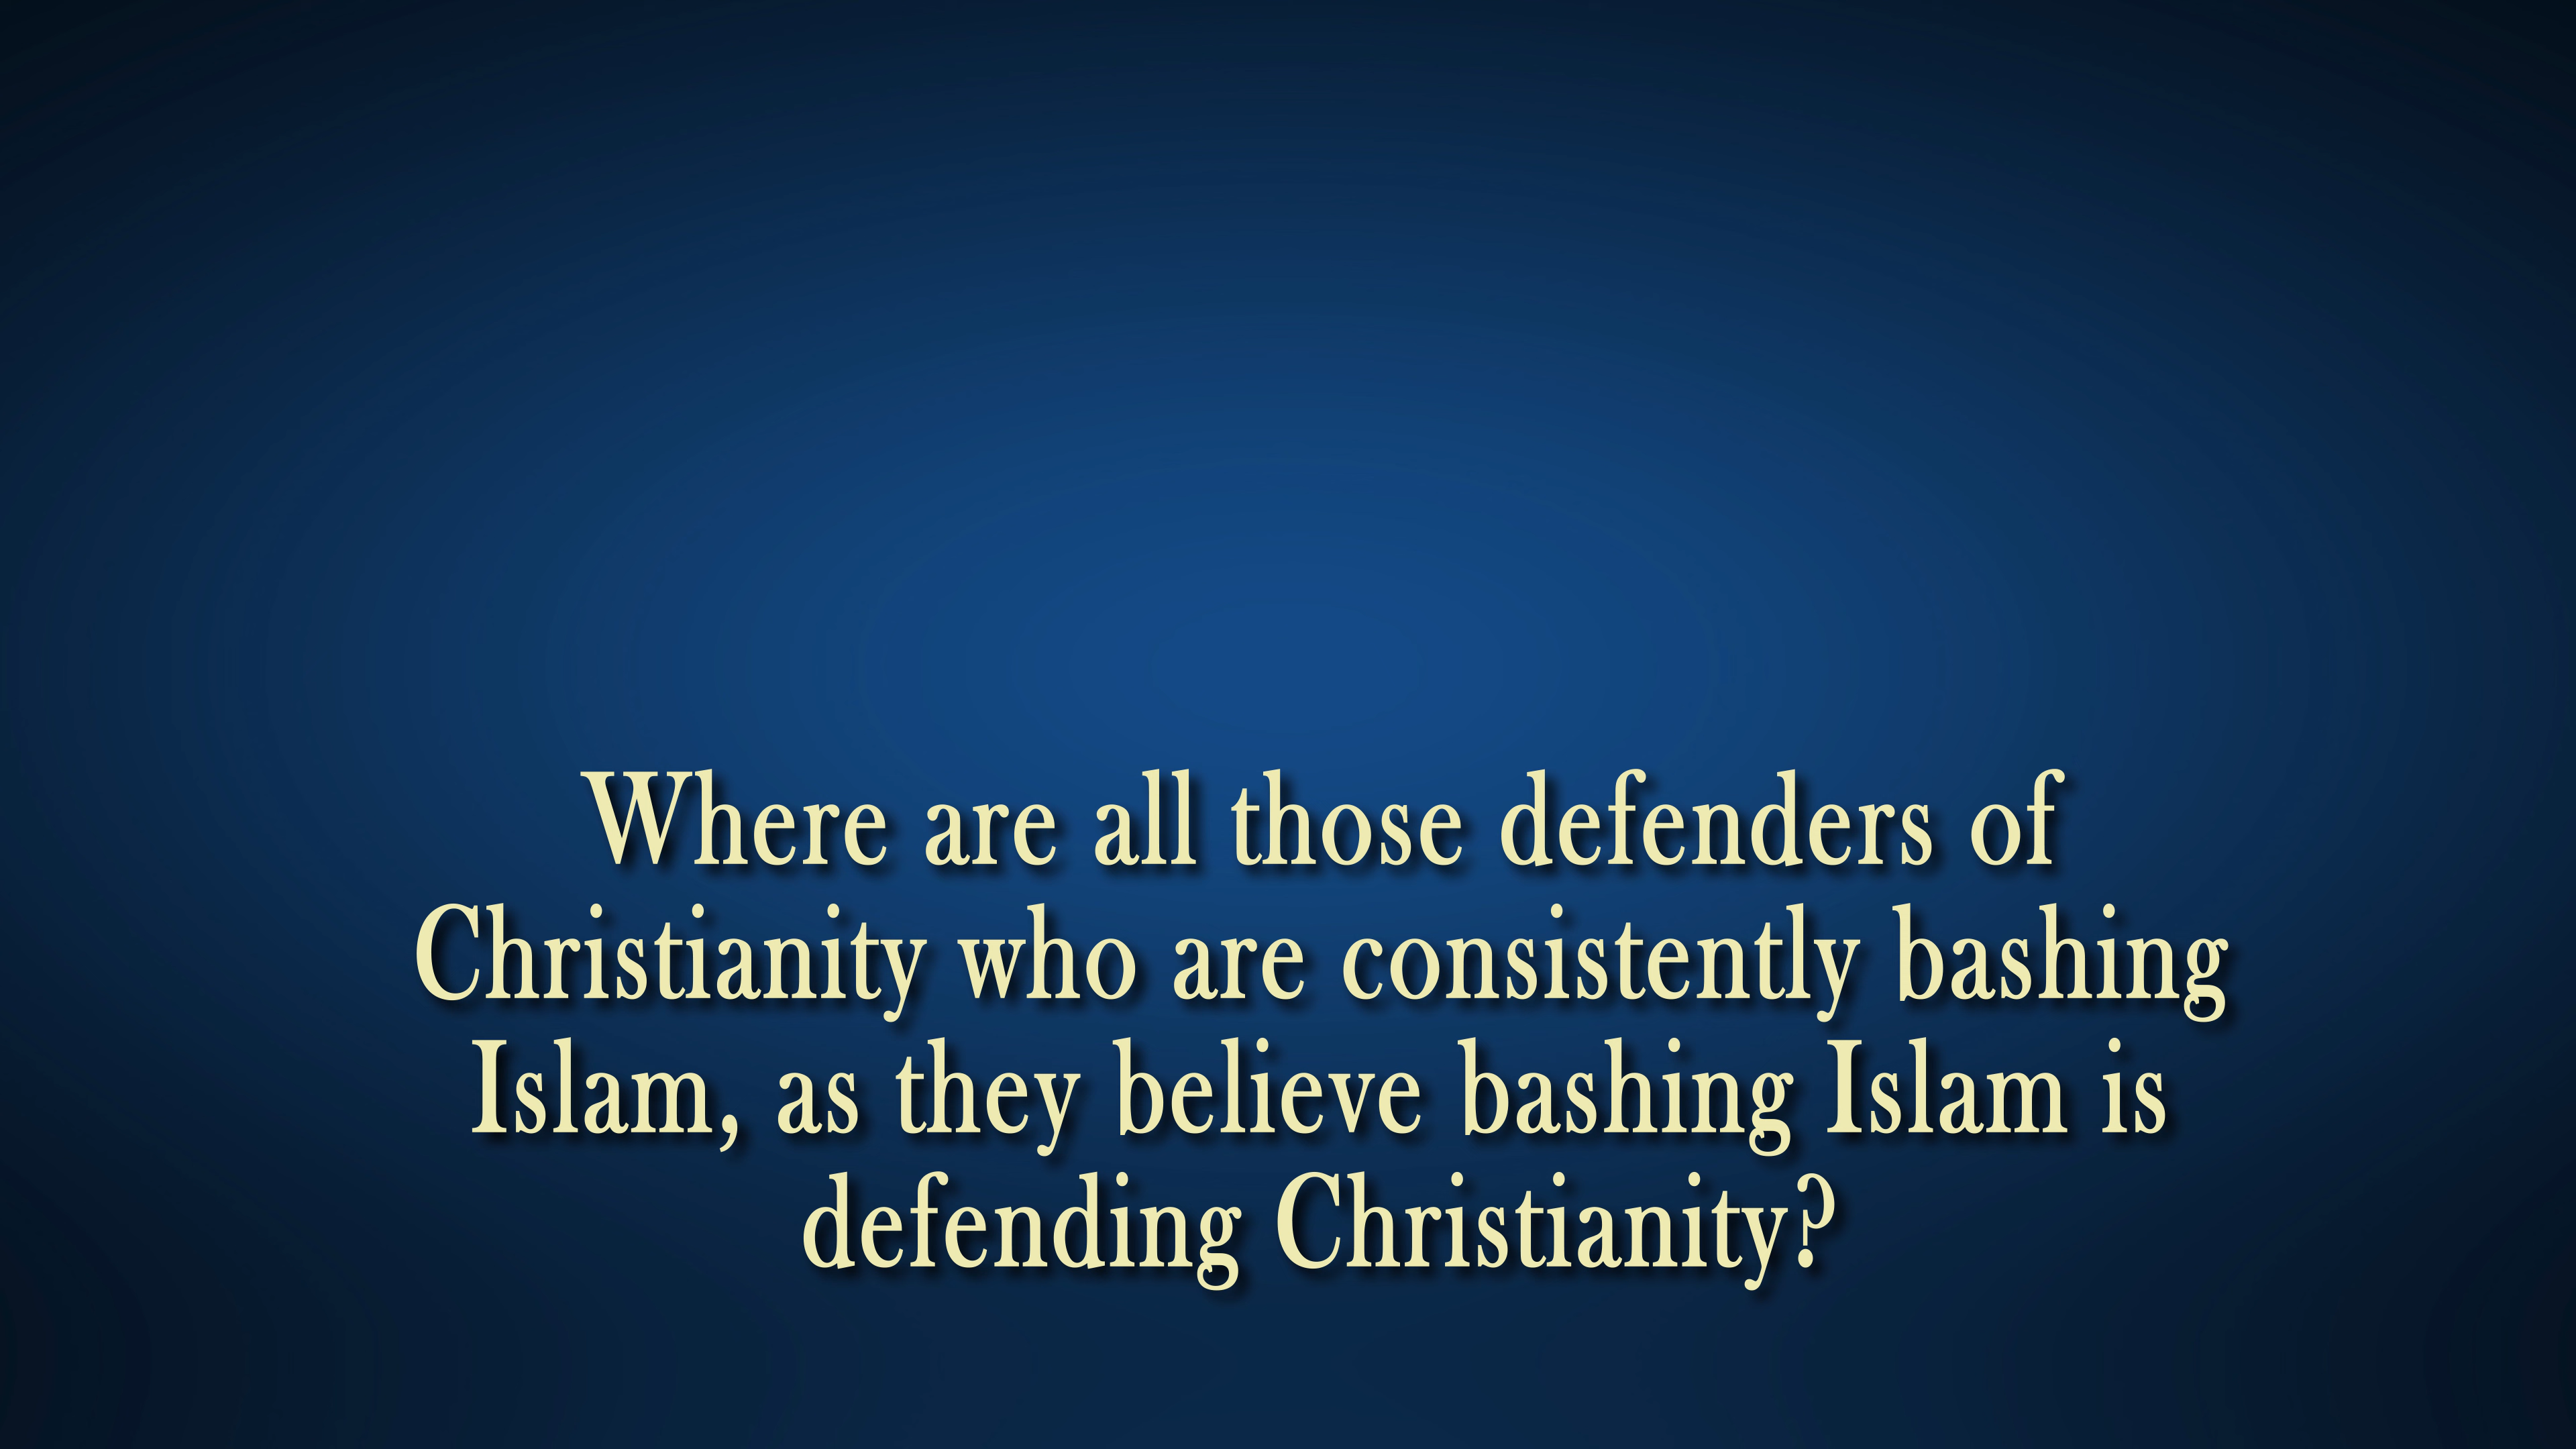 Where are all those defenders of
Christianity who are consistently bashing
Islam, as they believe bashing Islam is
defending Christianity?